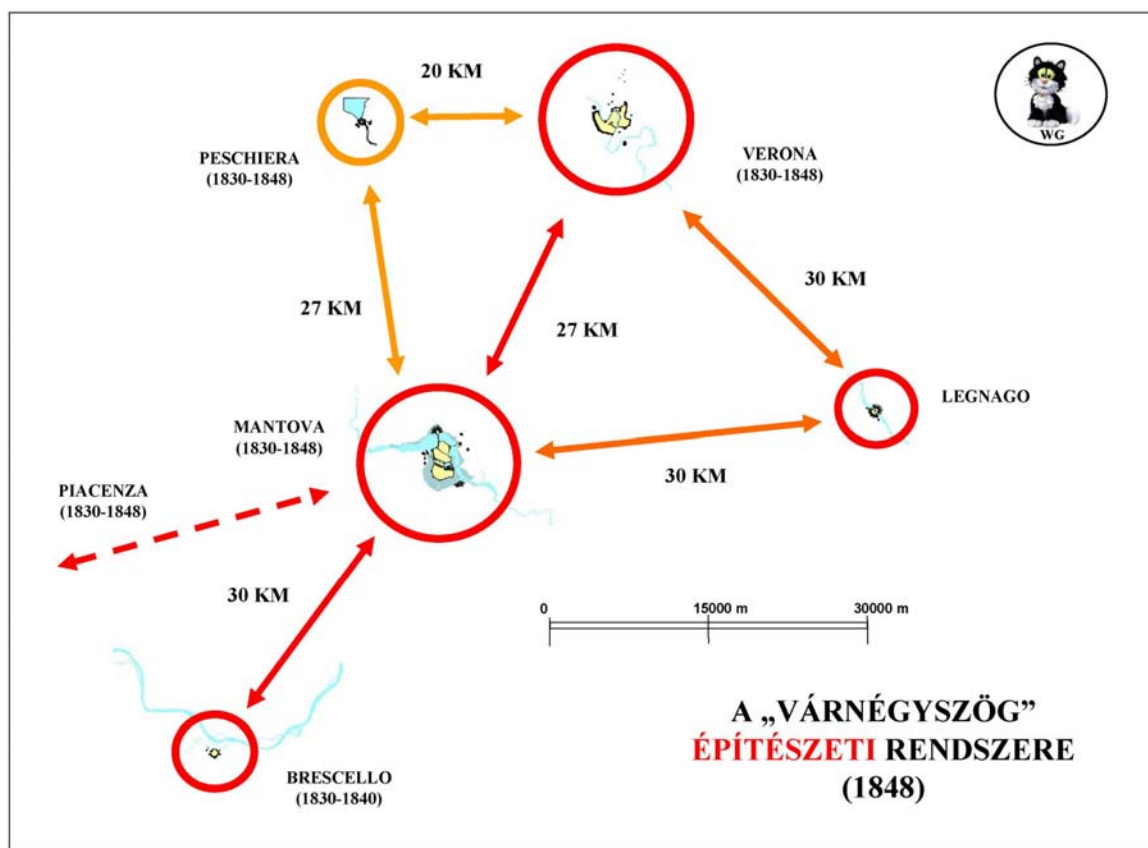 20 KM
WG
PESCHIERA
(1830-1848)
VERONA
(1830-1848)
30 KM
27 KM
27 KM
LEGNAGO
MANTOVA
(1830-1848)
30 KM
PIACENZA
(1830-1848)
30 KM
0 15000 m 30000 m
A „VÁRNÉGYSZÖG”
ÉPÍTÉSZETI RENDSZERE
(1848)
BRESCELLO
(1830-1840)